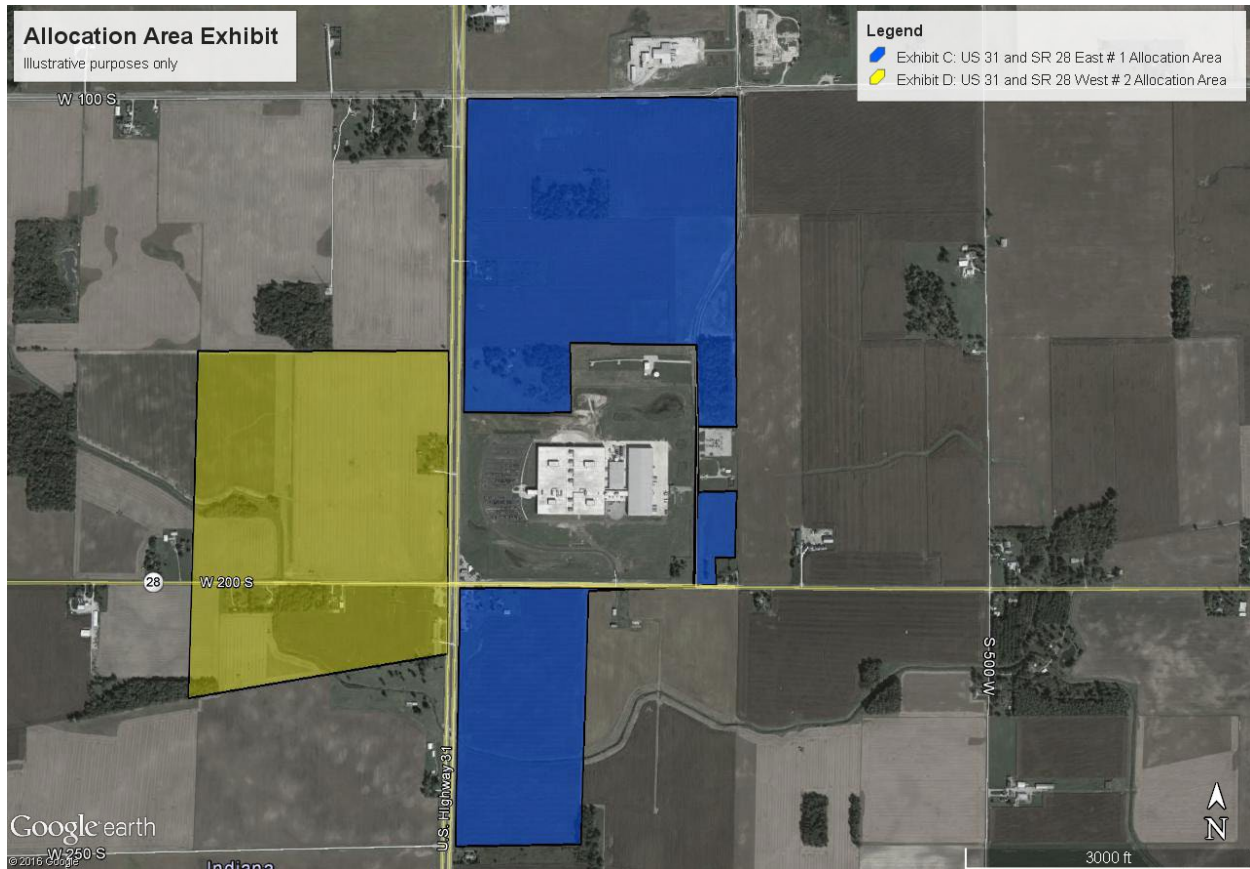 Allocation Area Exhibit
Illustrative purposes only
Legend
Exhibit C: US 31 and SR 28 East # 1 Allocation Area
Exhibit D: US 31 and SR 28 West # 2 Allocation Area
W 100 S
28
W 200 S
S 500 W
U.S. Highway 31
N
Google earth
W 250 S
© 2016 Google
Indiana
3000 ft